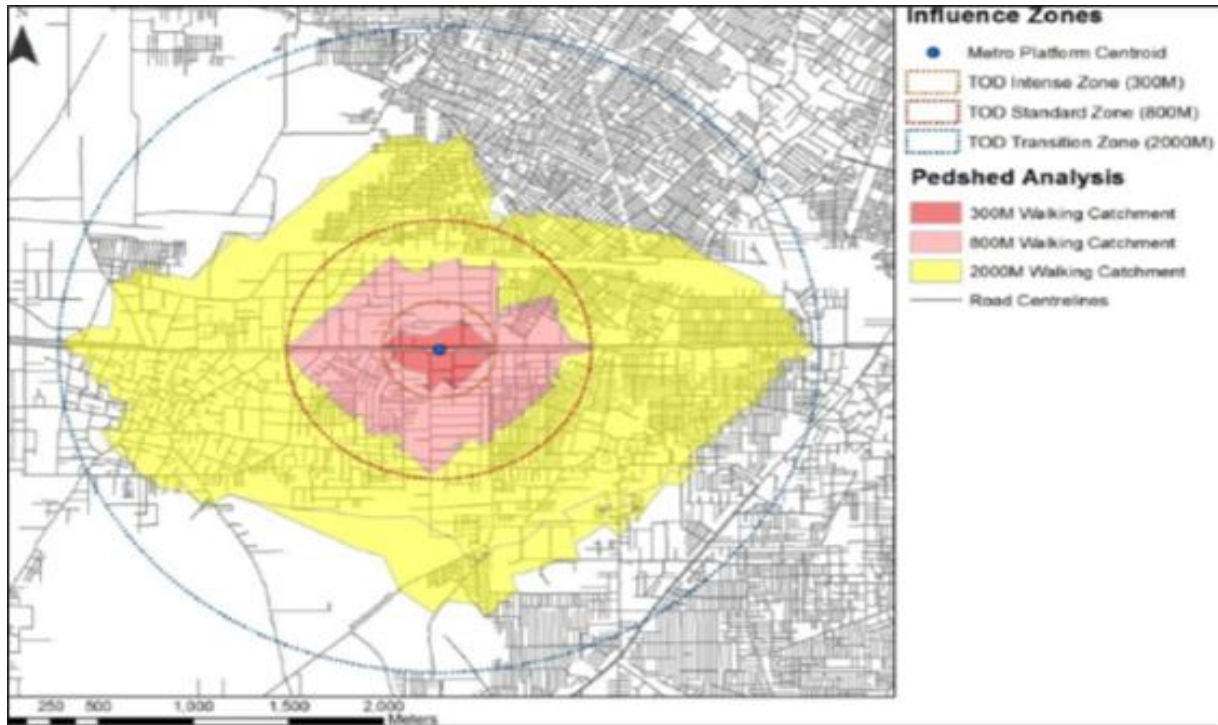 Influence Zones
Metro Platform Centroid
TOD Intense Zone (300M)
TOD Standard Zone (800M)
TOD Transition Zone (2000M)
Pedshed Analysis
300M Walking Catchment
800M Walking Catchment
2000M Walking Catchment
Road Centrelines
250 500 1,000 1,500 2,000
Meters